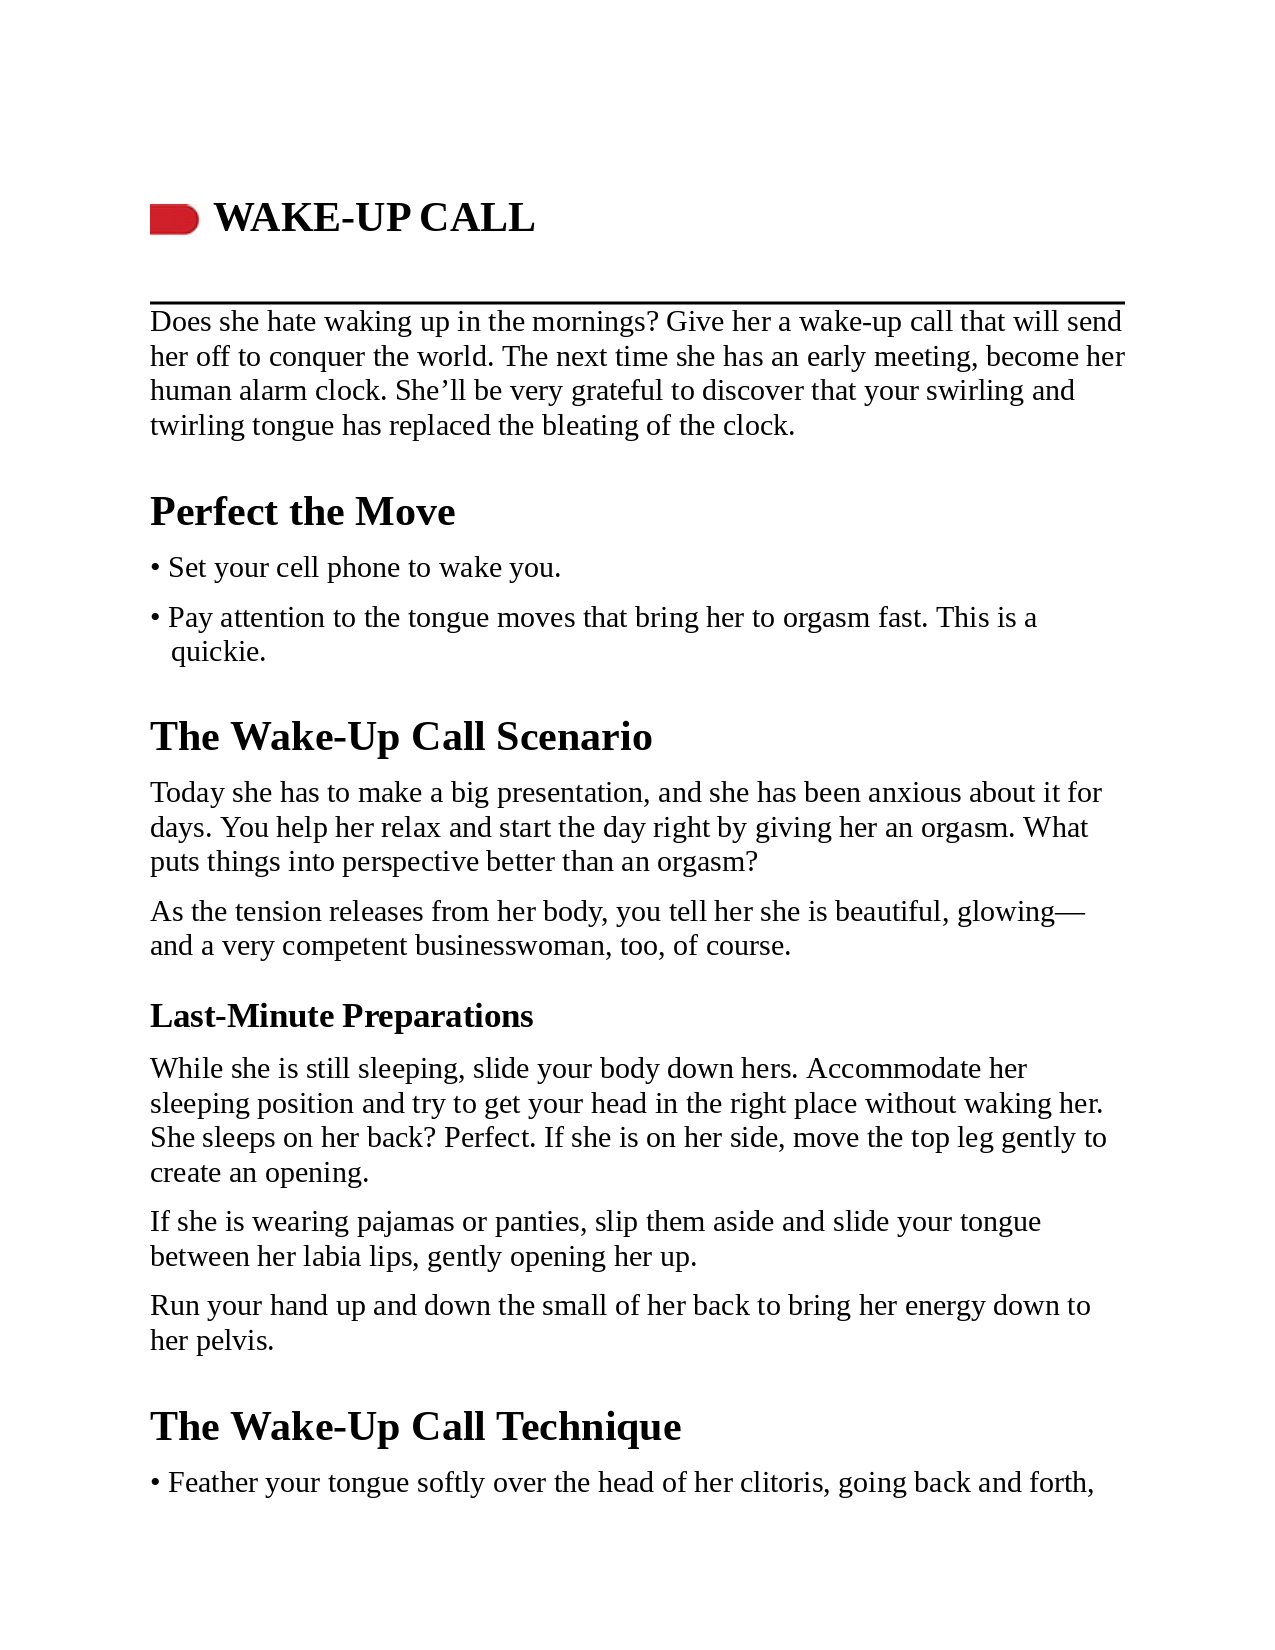 WAKE-UP CALL
Does she hate waking up in the mornings? Give her a wake-up call that will send
her off to conquer the world. The next time she has an early meeting, become her
human alarm clock. She’ll be very grateful to discover that your swirling and
twirling tongue has replaced the bleating of the clock.
Perfect the Move
• Set your cell phone to wake you.
• Pay attention to the tongue moves that bring her to orgasm fast. This is a
quickie.
The Wake-Up Call Scenario
Today she has to make a big presentation, and she has been anxious about it for
days. You help her relax and start the day right by giving her an orgasm. What
puts things into perspective better than an orgasm?
As the tension releases from her body, you tell her she is beautiful, glowing—
and a very competent businesswoman, too, of course.
Last-Minute Preparations
While she is still sleeping, slide your body down hers. Accommodate her
sleeping position and try to get your head in the right place without waking her.
She sleeps on her back? Perfect. If she is on her side, move the top leg gently to
create an opening.
If she is wearing pajamas or panties, slip them aside and slide your tongue
between her labia lips, gently opening her up.
Run your hand up and down the small of her back to bring her energy down to
her pelvis.
The Wake-Up Call Technique
• Feather your tongue softly over the head of her clitoris, going back and forth,